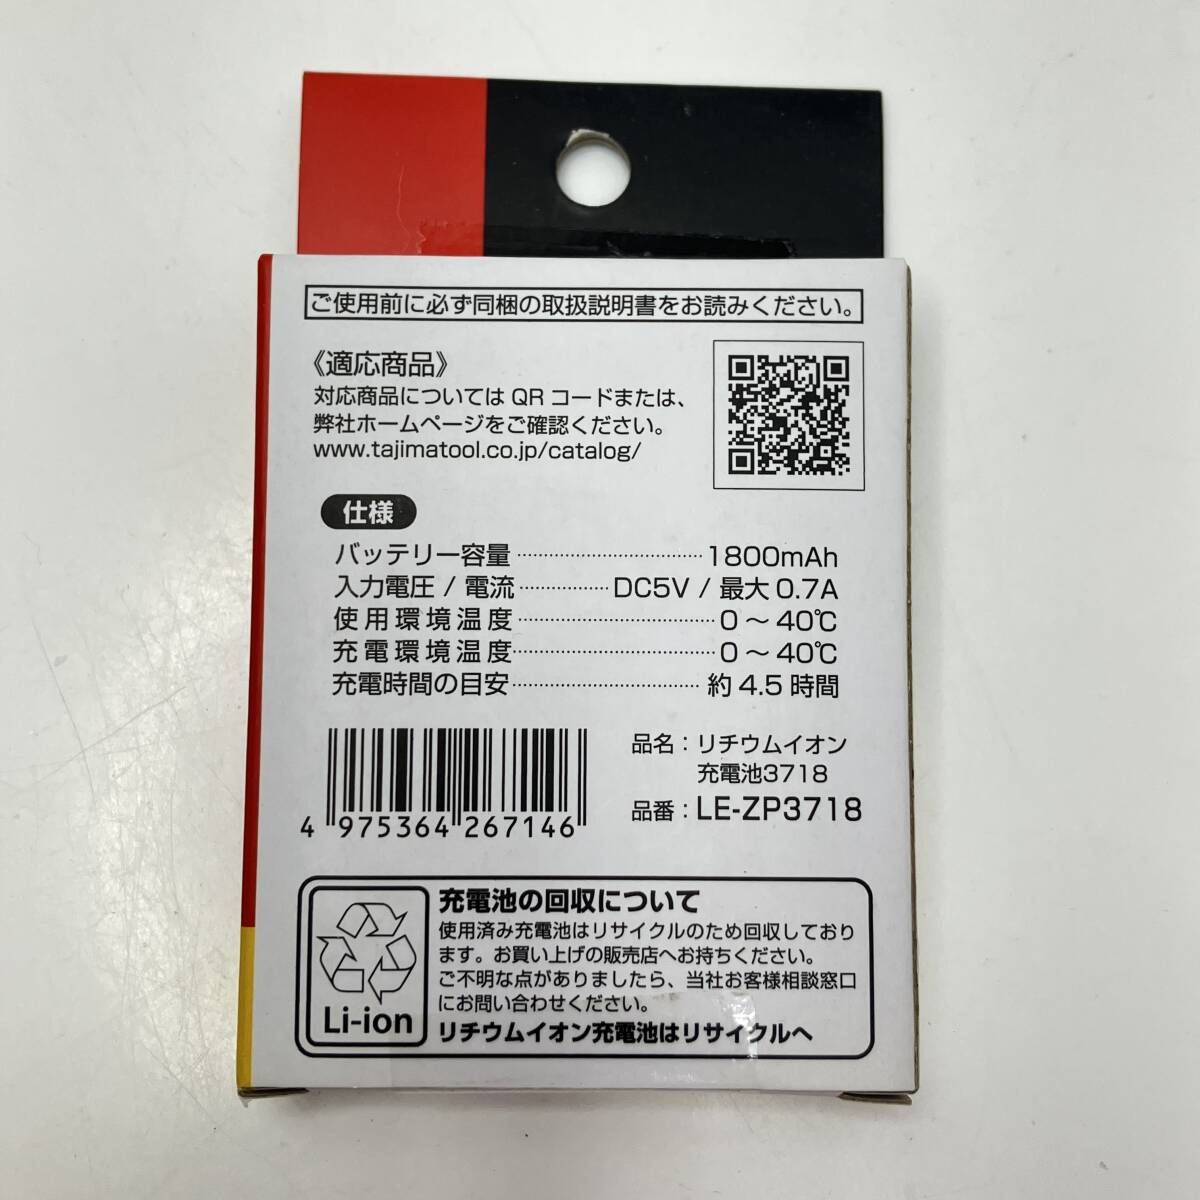 ご使用前に必ず同梱の取扱説明書をお読みください。
《適応商品》
対応商品についてはQRコードまたは、
弊社ホームページをご確認ください。
www.tajimatool.co.jp/catalog/
仕様
バッテリー容量 ……………………… 1800mAh
入力電圧 / 電流 ……………… DC5V / 最大0.7A
使用環境温度 ……………………… 0 ～ 40℃
充電環境温度 ……………………… 0 ～ 40℃
充電時間の目安 ……………………… 約4.5時間
品名：リチウムイオン
充電池3718
品番：LE-ZP3718
4 975364 267146
充電池の回収について
使用済み充電池はリサイクルのため回収しており
ます。お買い上げの販売店へお持ちください。
ご不明な点がありましたら、当社お客様相談窓口
にお問い合わせください。
リチウムイオン充電池はリサイクルへ
Li-ion